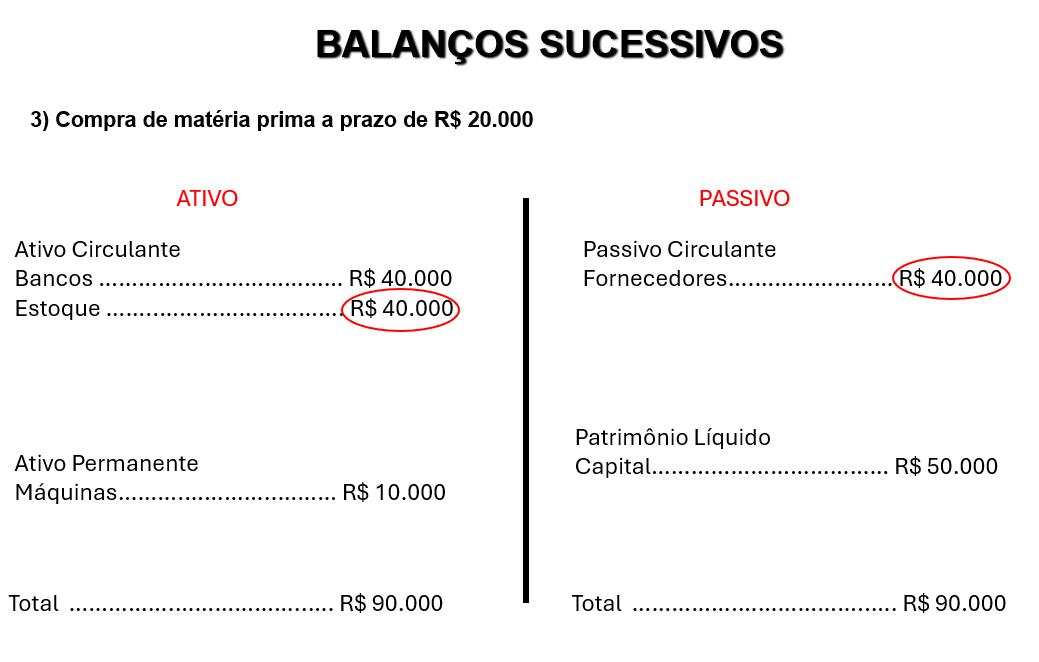 BALANÇOS SUCESSIVOS
3) Compra de matéria prima a prazo de R$ 20.000
ATIVO
Ativo Circulante
Bancos ..................................... R$ 40.000
Estoque .................................... R$ 40.000
Ativo Permanente
Máquinas................................. R$ 10.000
Total ........................................ R$ 90.000
PASSIVO
Passivo Circulante
Fornecedores......................... R$ 40.000
Patrimônio Líquido
Capital.................................... R$ 50.000
Total ........................................ R$ 90.000